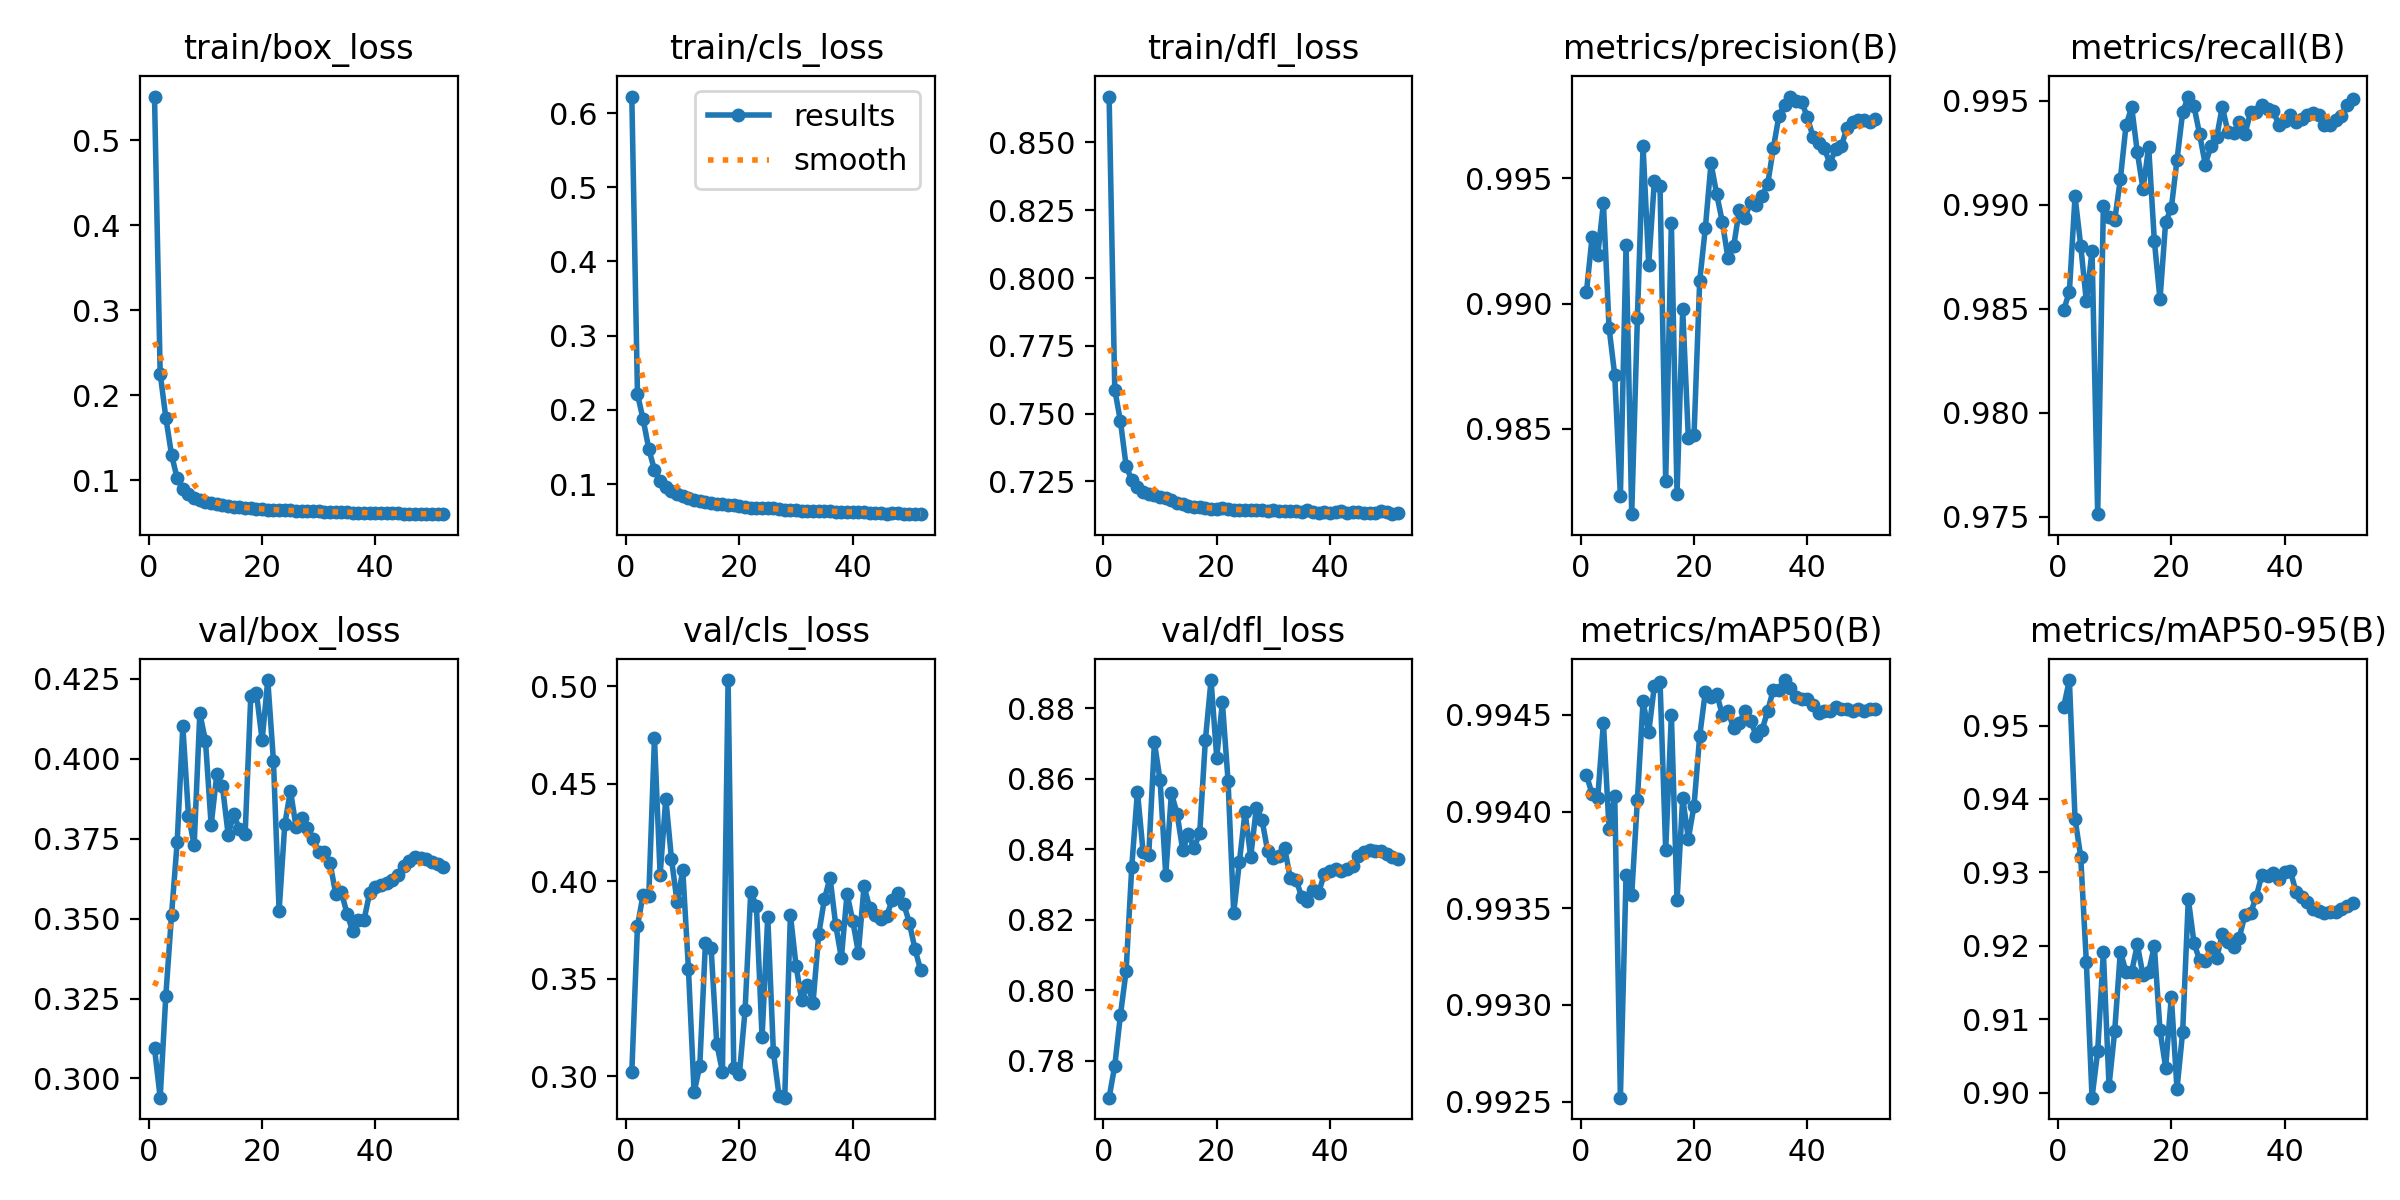 train/box_loss
0.5
0.4
0.3
0.2
0.1
0 20 40
train/cls_loss
results
smooth
0.6
0.5
0.4
0.3
0.2
0.1
0 20 40
train/dfl_loss
0.850
0.825
0.800
0.775
0.750
0.725
0 20 40
metrics/precision(B)
0.995
0.990
0.985
0 20 40
metrics/recall(B)
0.995
0.990
0.985
0.980
0.975
0 20 40
val/box_loss
0.425
0.400
0.375
0.350
0.325
0.300
0 20 40
val/cls_loss
0.50
0.45
0.40
0.35
0.30
0 20 40
val/dfl_loss
0.88
0.86
0.84
0.82
0.80
0.78
0 20 40
metrics/mAP50(B)
0.9945
0.9940
0.9935
0.9930
0.9925
0 20 40
metrics/mAP50-95(B)
0.95
0.94
0.93
0.92
0.91
0.90
0 20 40